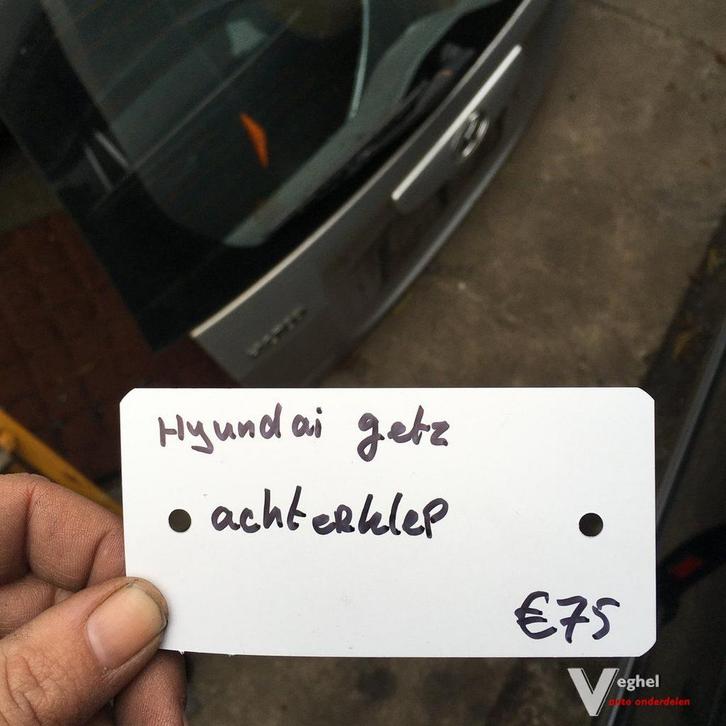 Hyundai getz
achterklep
€75
Veghel
auto onderdelen